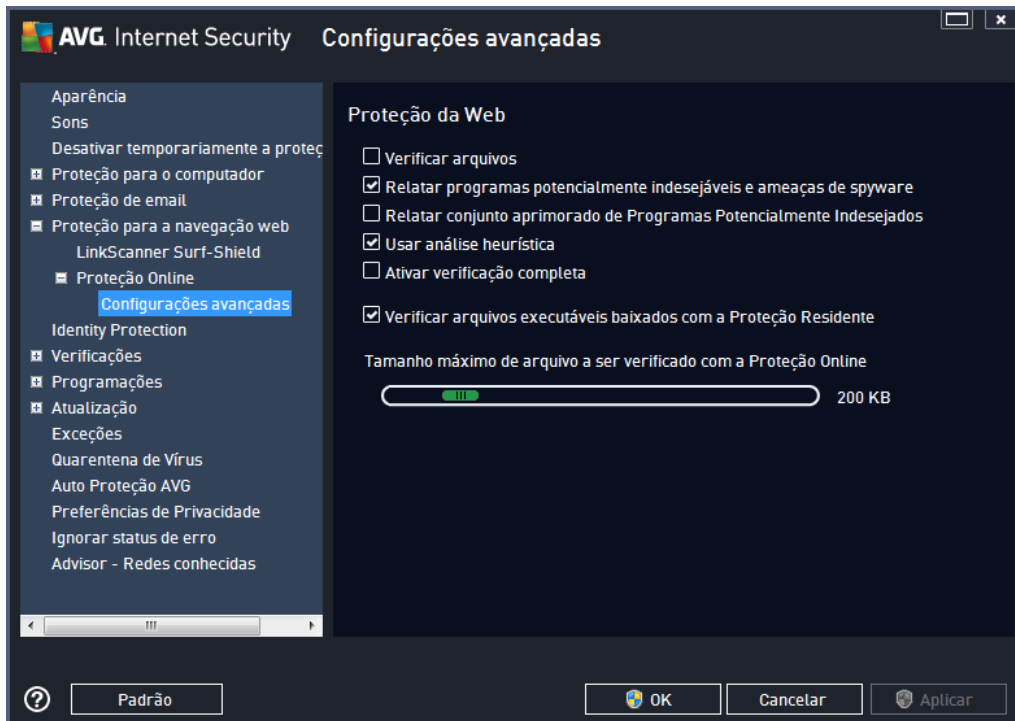 AVG. Internet Security Configurações avançadas
Aparência
Sons
Desativar temporariamente a proteç
Proteção para o computador
Proteção de email
Proteção para a navegação web
LinkScanner Surf-Shield
Proteção Online
Configurações avançadas
Identity Protection
Verificações
Programações
Atualização
Exceções
Quarentena de Vírus
Auto Proteção AVG
Preferências de Privacidade
Ignorar status de erro
Advisor - Redes conhecidas
Proteção da Web
Verificar arquivos
Relatar programas potencialmente indesejáveis e ameaças de spyware
Relatar conjunto aprimorado de Programas Potencialmente Indesejados
Usar análise heurística
Ativar verificação completa
Verificar arquivos executáveis baixados com a Proteção Residente
Tamanho máximo de arquivo a ser verificado com a Proteção Online
200 KB
? Padrão OK Cancelar Aplicar